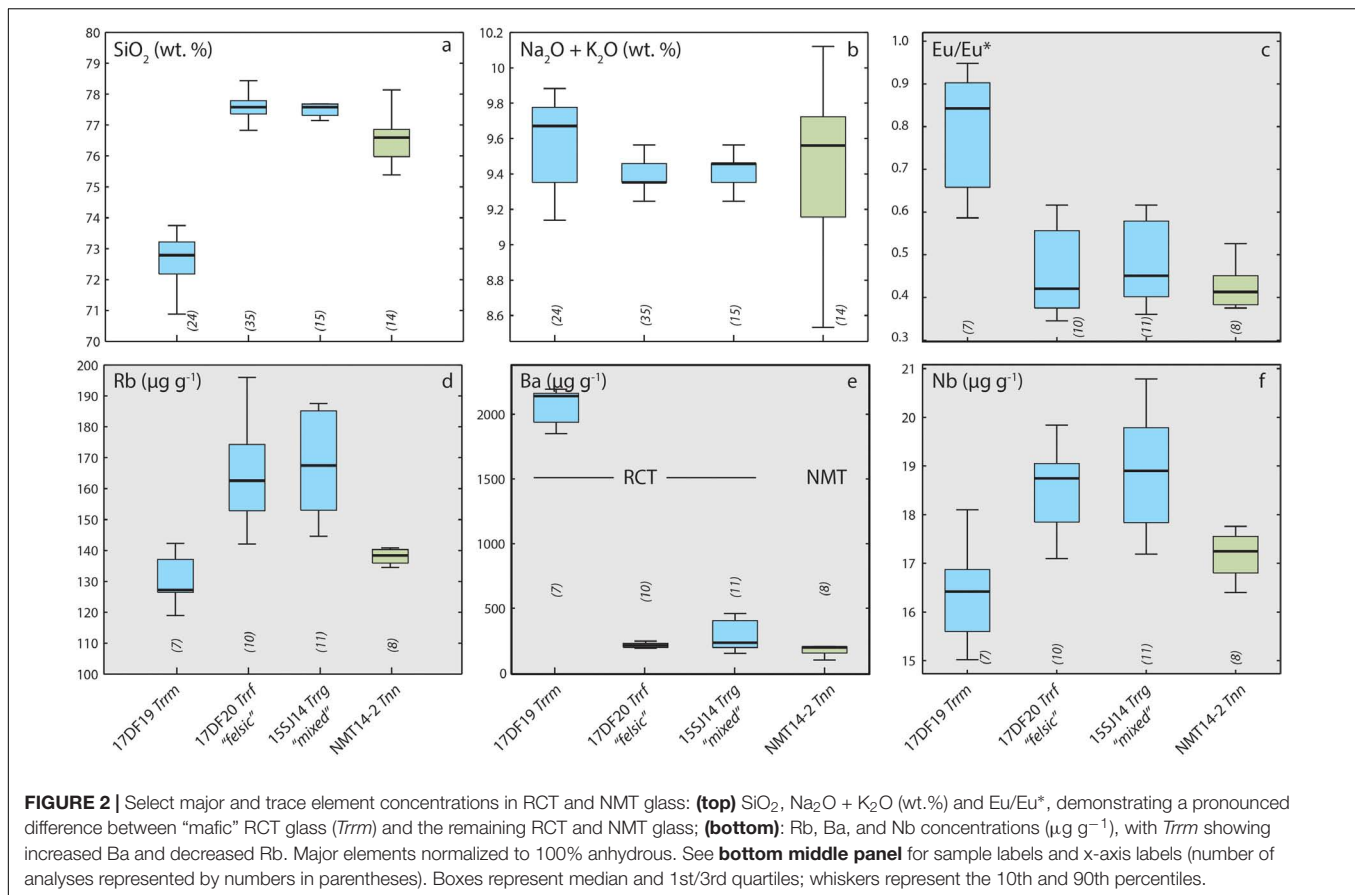 SiO2 (wt. %) a
80
79
78
77
76
75
74
73
72
71
70
(24) (35) (15) (14)
Na2O + K2O (wt. %) b
10.2
10
9.8
9.6
9.4
9.2
9
8.8
8.6
(24) (35) (15) (14)
Eu/Eu* c
1.0
0.9
0.8
0.7
0.6
0.5
0.4
0.3
(7) (10) (11) (8)
Rb (µg g-1) d
200
190
180
170
160
150
140
130
120
110
100
(7) (10) (11) (8)
17DF19 Trrm
17DF20 Trrf
"felsic"
15SJ14 Trrg
"mixed"
NMT14-2 Tnn
Ba (µg g-1) e
2000
1500
1000
500
0
RCT NMT
(7) (10) (11) (8)
17DF19 Trrm
17DF20 Trrf
"felsic"
15SJ14 Trrg
"mixed"
NMT14-2 Tnn
Nb (µg g-1) f
21
20
19
18
17
16
15
(7) (10) (11) (8)
17DF19 Trrm
17DF20 Trrf
"felsic"
15SJ14 Trrg
"mixed"
NMT14-2 Tnn
FIGURE 2 | Select major and trace element concentrations in RCT and NMT glass: (top) SiO2, Na2O + K2O (wt.%) and Eu/Eu*, demonstrating a pronounced
difference between "mafic" RCT glass (Trrm) and the remaining RCT and NMT glass; (bottom): Rb, Ba, and Nb concentrations (µg g−1), with Trrm showing
increased Ba and decreased Rb. Major elements normalized to 100% anhydrous. See bottom middle panel for sample labels and x-axis labels (number of
analyses represented by numbers in parentheses). Boxes represent median and 1st/3rd quartiles; whiskers represent the 10th and 90th percentiles.